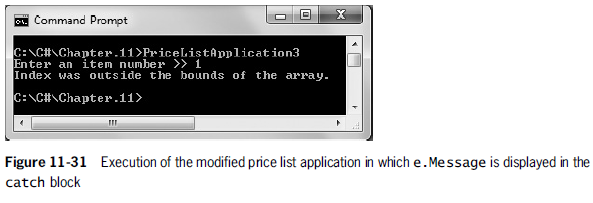 Command Prompt
C:\C#\Chapter.11>PriceListApplication3
Enter an item number >> 1
Index was outside the bounds of the array.
C:\C#\Chapter.11>
Figure 11-31 Execution of the modified price list application in which e.Message is displayed in the
catch block